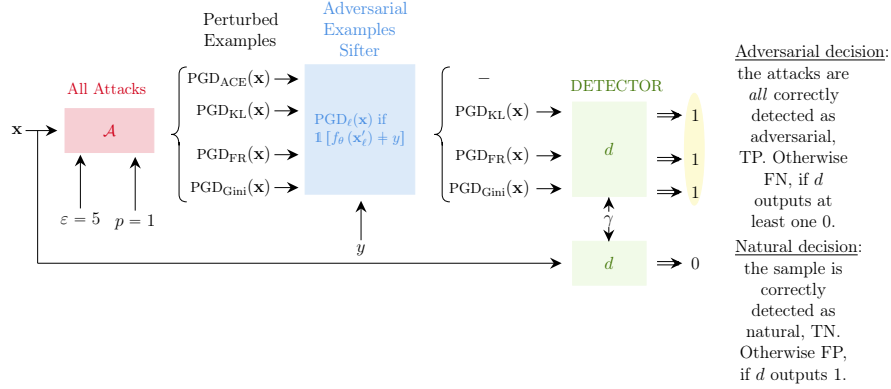 Perturbed
Examples
Adversarial
Examples
Sifter
All Attacks
x
𝒜
ε = 5
p = 1
PGD_ACE(x)
PGD_KL(x)
PGD_FR(x)
PGD_Gini(x)
PGD_ℓ(x) if
𝟙 [f_θ (x′_ℓ) ≠ y]
y
–
PGD_KL(x)
PGD_FR(x)
PGD_Gini(x)
DETECTOR
d
γ
d
1
1
1
0
Adversarial decision:
the attacks are
all correctly
detected as
adversarial,
TP. Otherwise
FN, if d
outputs at
least one 0.
Natural decision:
the sample is
correctly
detected as
natural, TN.
Otherwise FP,
if d outputs 1.